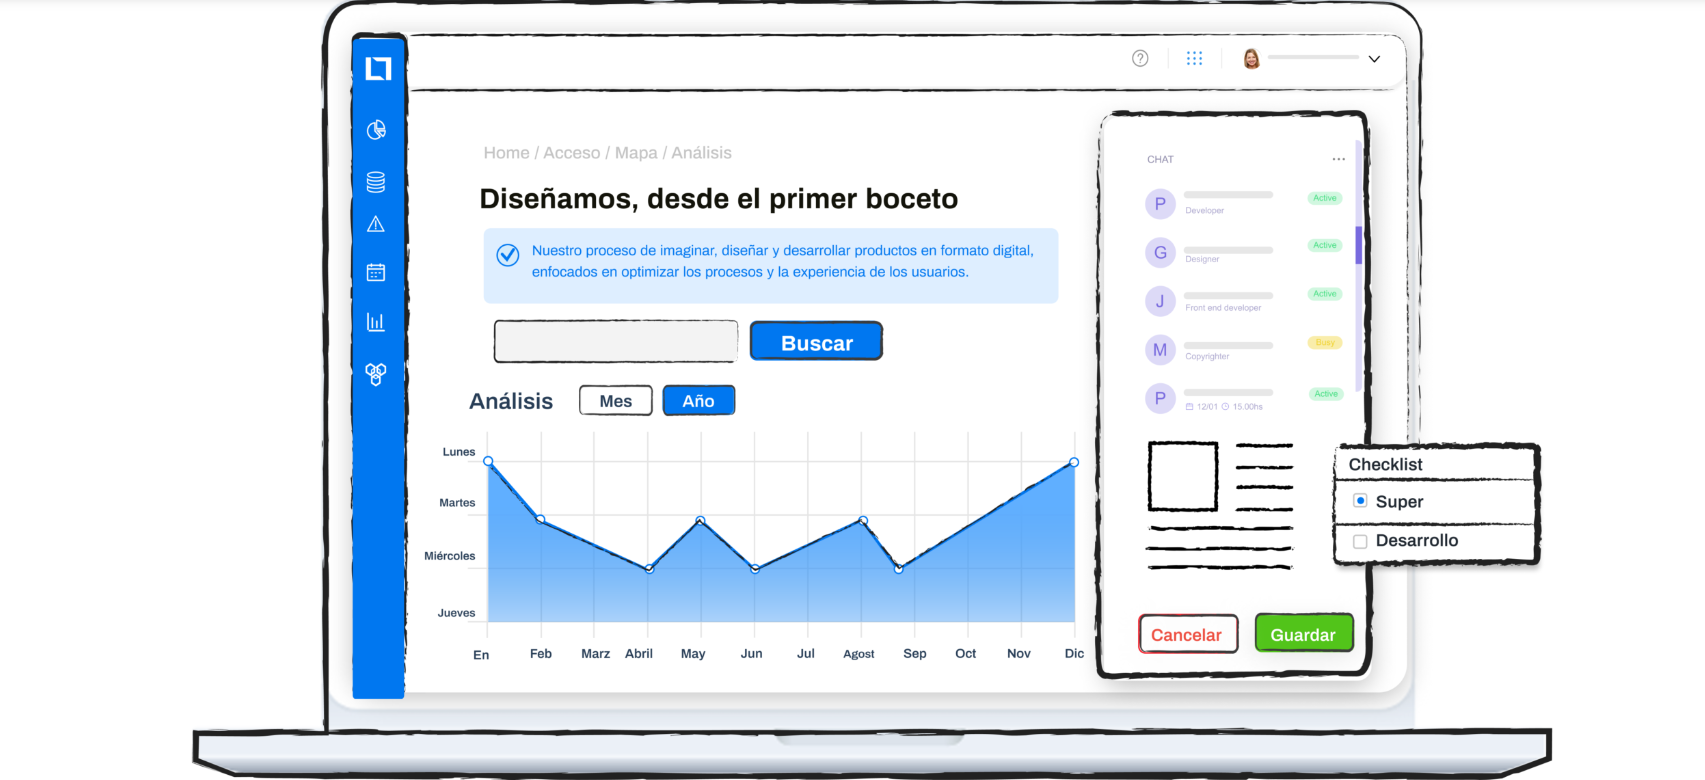 Home / Acceso / Mapa / Análisis
Diseñamos, desde el primer boceto
Nuestro proceso de imaginar, diseñar y desarrollar productos en formato digital,
enfocados en optimizar los procesos y la experiencia de los usuarios.
Buscar
Análisis
Mes
Año
Lunes
Martes
Miércoles
Jueves
En Feb Marz Abril May Jun Jul Agost Sep Oct Nov Dic
CHAT
P
Developer
Active
G
Designer
Active
J
Front end developer
Active
M
Copyrighter
Busy
P
12/01 15.00hs
Active
Checklist
Super
Desarrollo
Cancelar
Guardar